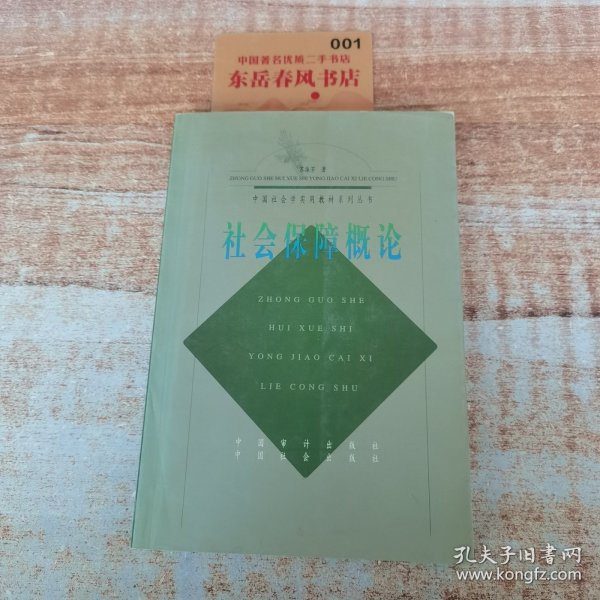 001
中国著名优质二手书店
东岳春风书店
著
ZHONG GUO SHE HUI XUE SHI YONG JIAO CAI XI LIE CONG SHU
中国社会学实用教材系列丛书
社会保障概论
ZHONG GUO SHE
HUI XUE SHI
YONG JIAO CAI XI
LIE CONG SHU
中国审计出版社
中国社会出版社
孔夫子旧书网
www.kongfz.com